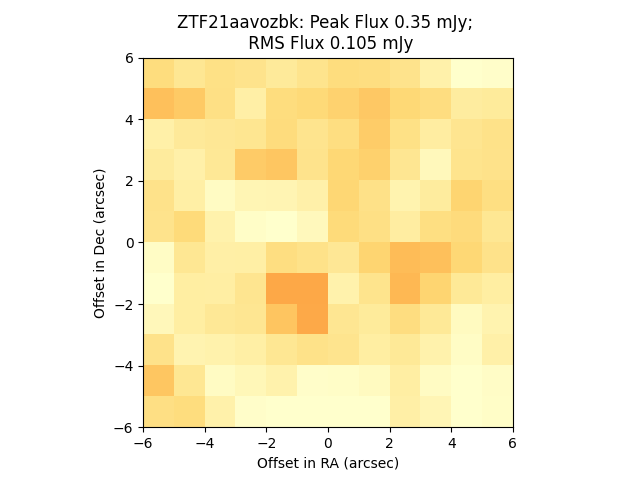 ZTF21aavozbk: Peak Flux 0.35 mJy;
RMS Flux 0.105 mJy
6
4
2
0
−2
−4
−6
Offset in Dec (arcsec)
−6 −4 −2 0 2 4 6
Offset in RA (arcsec)